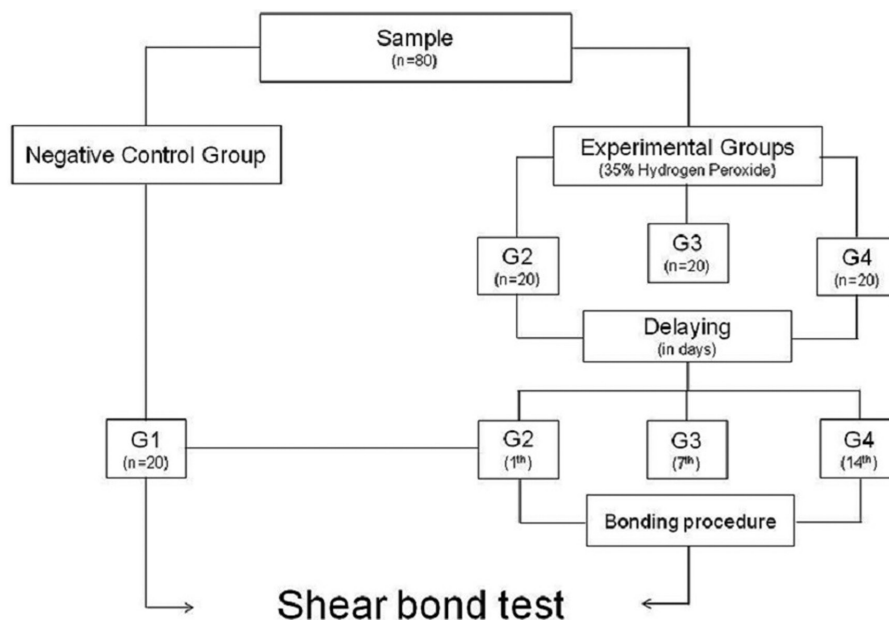 Sample
(n=80)
Negative Control Group
Experimental Groups
(35% Hydrogen Peroxide)
G2
(n=20)
G3
(n=20)
G4
(n=20)
Delaying
(in days)
G1
(n=20)
G2
(1th)
G3
(7th)
G4
(14th)
Bonding procedure
Shear bond test